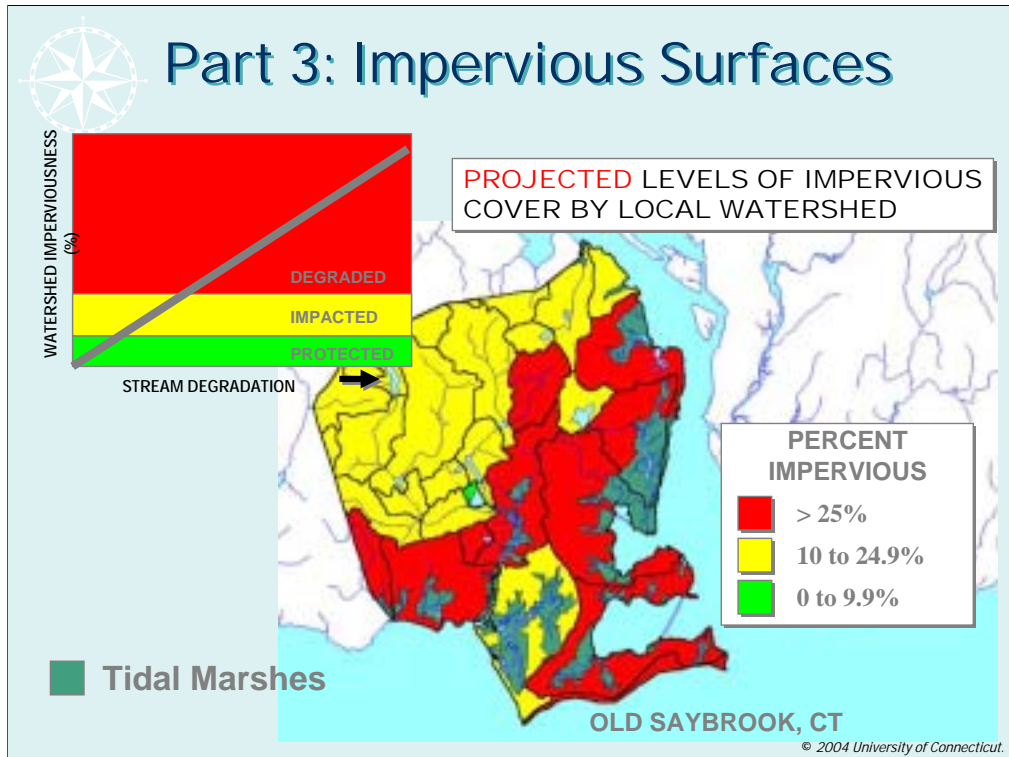 Part 3: Impervious Surfaces
WATERSHED IMPERVIOUSNESS
(%)
DEGRADED
IMPACTED
PROTECTED
STREAM DEGRADATION
PROJECTED LEVELS OF IMPERVIOUS
COVER BY LOCAL WATERSHED
PERCENT
IMPERVIOUS
> 25%
10 to 24.9%
0 to 9.9%
Tidal Marshes
OLD SAYBROOK, CT
© 2004 University of Connecticut.